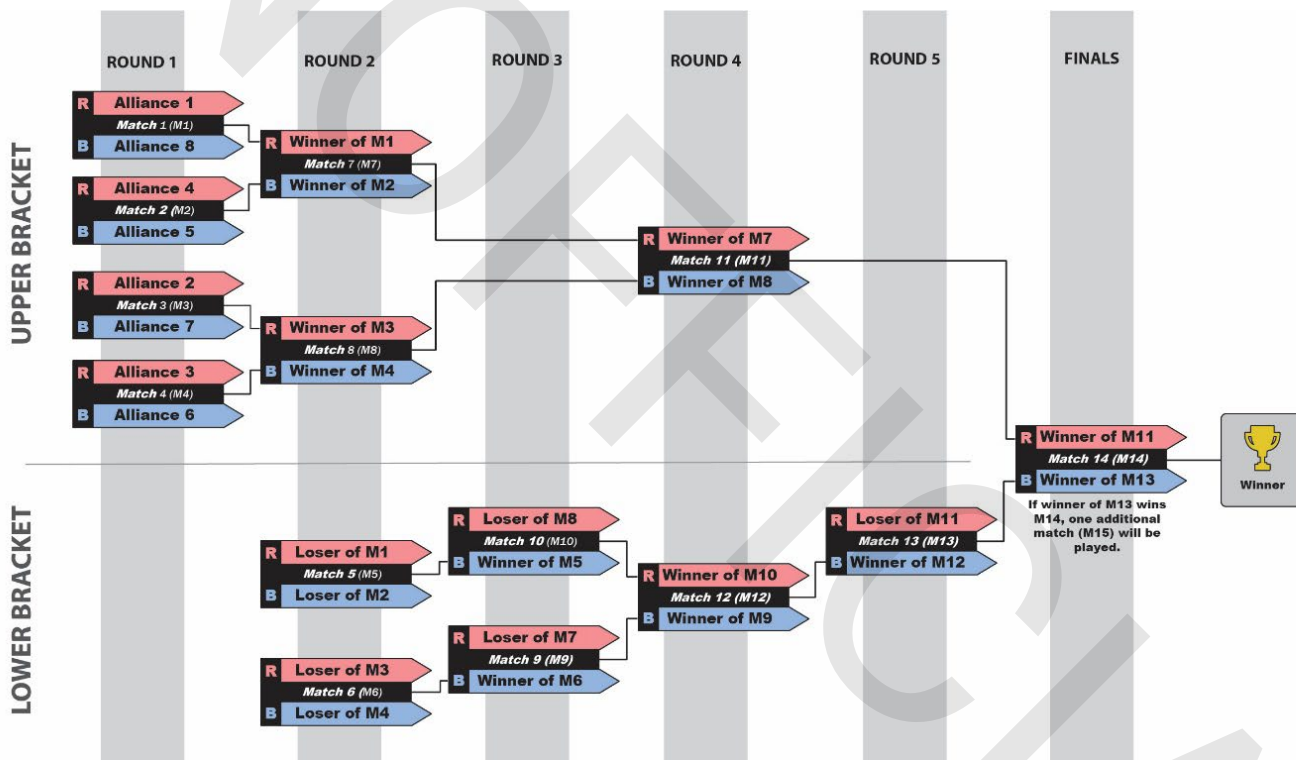 ROUND 1
ROUND 2
ROUND 3
ROUND 4
ROUND 5
FINALS
UPPER BRACKET
R Alliance 1
Match 1 (M1)
B Alliance 8
R Alliance 4
Match 2 (M2)
B Alliance 5
R Alliance 2
Match 3 (M3)
B Alliance 7
R Alliance 3
Match 4 (M4)
B Alliance 6
R Winner of M1
Match 7 (M7)
B Winner of M2
R Winner of M3
Match 8 (M8)
B Winner of M4
R Winner of M7
Match 11 (M11)
B Winner of M8
R Winner of M11
Match 14 (M14)
B Winner of M13
If winner of M13 wins
M14, one additional
match (M15) will be
played.
Winner
LOWER BRACKET
R Loser of M1
Match 5 (M5)
B Loser of M2
R Loser of M3
Match 6 (M6)
B Loser of M4
R Loser of M8
Match 10 (M10)
B Winner of M5
R Loser of M7
Match 9 (M9)
B Winner of M6
R Winner of M10
Match 12 (M12)
B Winner of M9
R Loser of M11
Match 13 (M13)
B Winner of M12